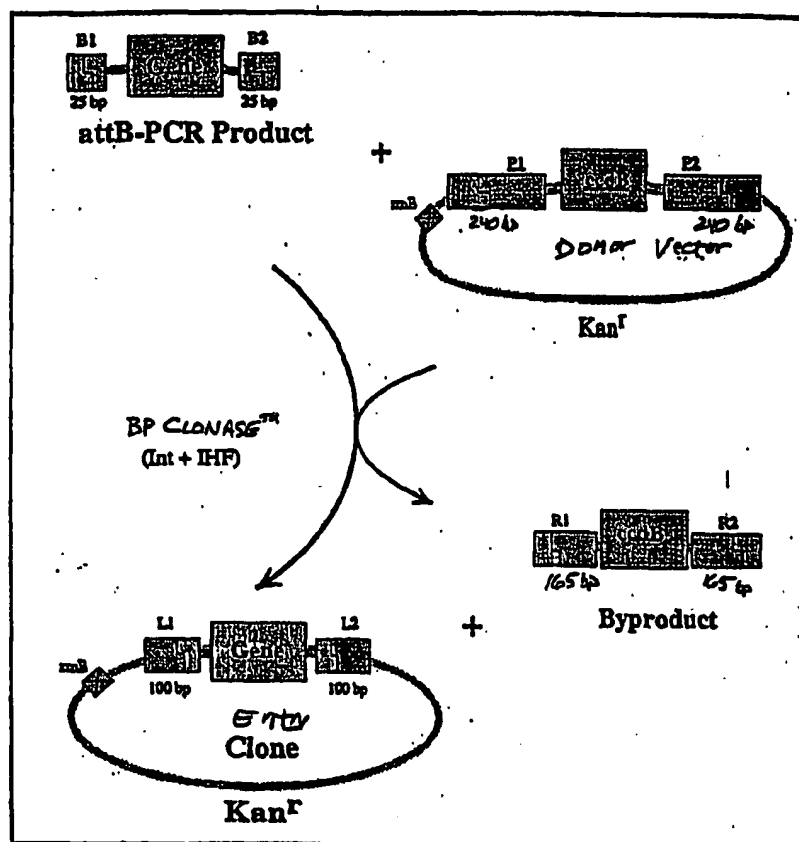 B1 B2
Gene
25 bp 25 bp
attB-PCR Product
+
P1 P2
ccdB
rrnB
240 bp 240 bp
Donor Vector
Kanʳ
BP CLONASE™
(Int + IHF)
R1 R2
ccdB
165 bp 165 bp
Byproduct
+
L1 L2
Gene
rrnB
100 bp 100 bp
Entry
Clone
Kanʳ